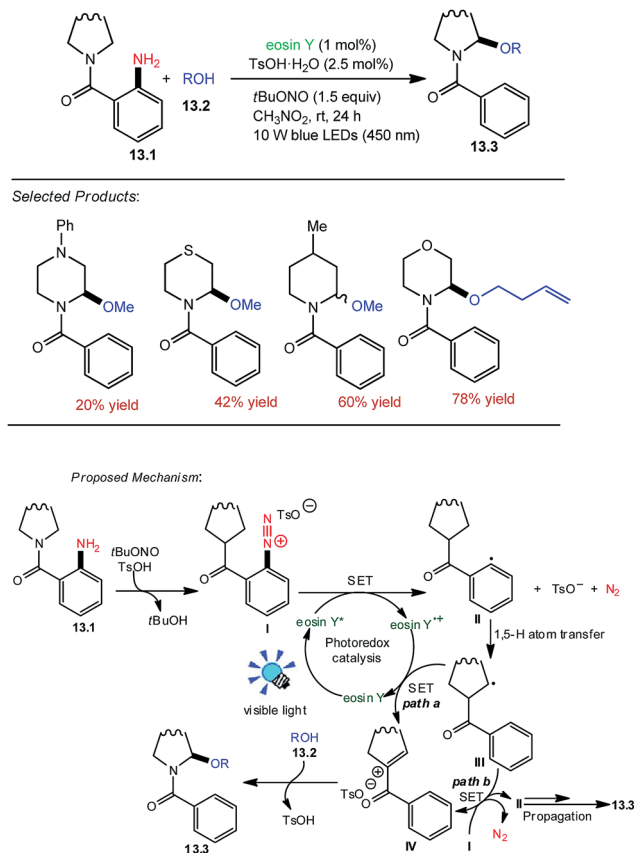 eosin Y (1 mol%)
TsOH·H₂O (2.5 mol%)
tBuONO (1.5 equiv)
CH₃NO₂, rt, 24 h
10 W blue LEDs (450 nm)
N
NH₂
O
13.1
+
ROH
13.2
N
OR
O
13.3
Selected Products:
Ph
N
N
OMe
O
20% yield
S
N
OMe
O
42% yield
Me
N
OMe
O
60% yield
O
N
O
O
78% yield
Proposed Mechanism:
N
NH₂
O
13.1
tBuONO
TsOH
tBuOH
N
N
⊕
TsO⊖
O
I
SET
eosin Y*
eosin Y•+
Photoredox
catalysis
eosin Y
visible light
O
II
+ TsO⁻ + N₂
1,5-H atom transfer
SET
path a
O
III
path b
SET
I
N₂
II
Propagation
13.3
⊕
⊖
TsO
O
IV
ROH
13.2
TsOH
N
OR
O
13.3